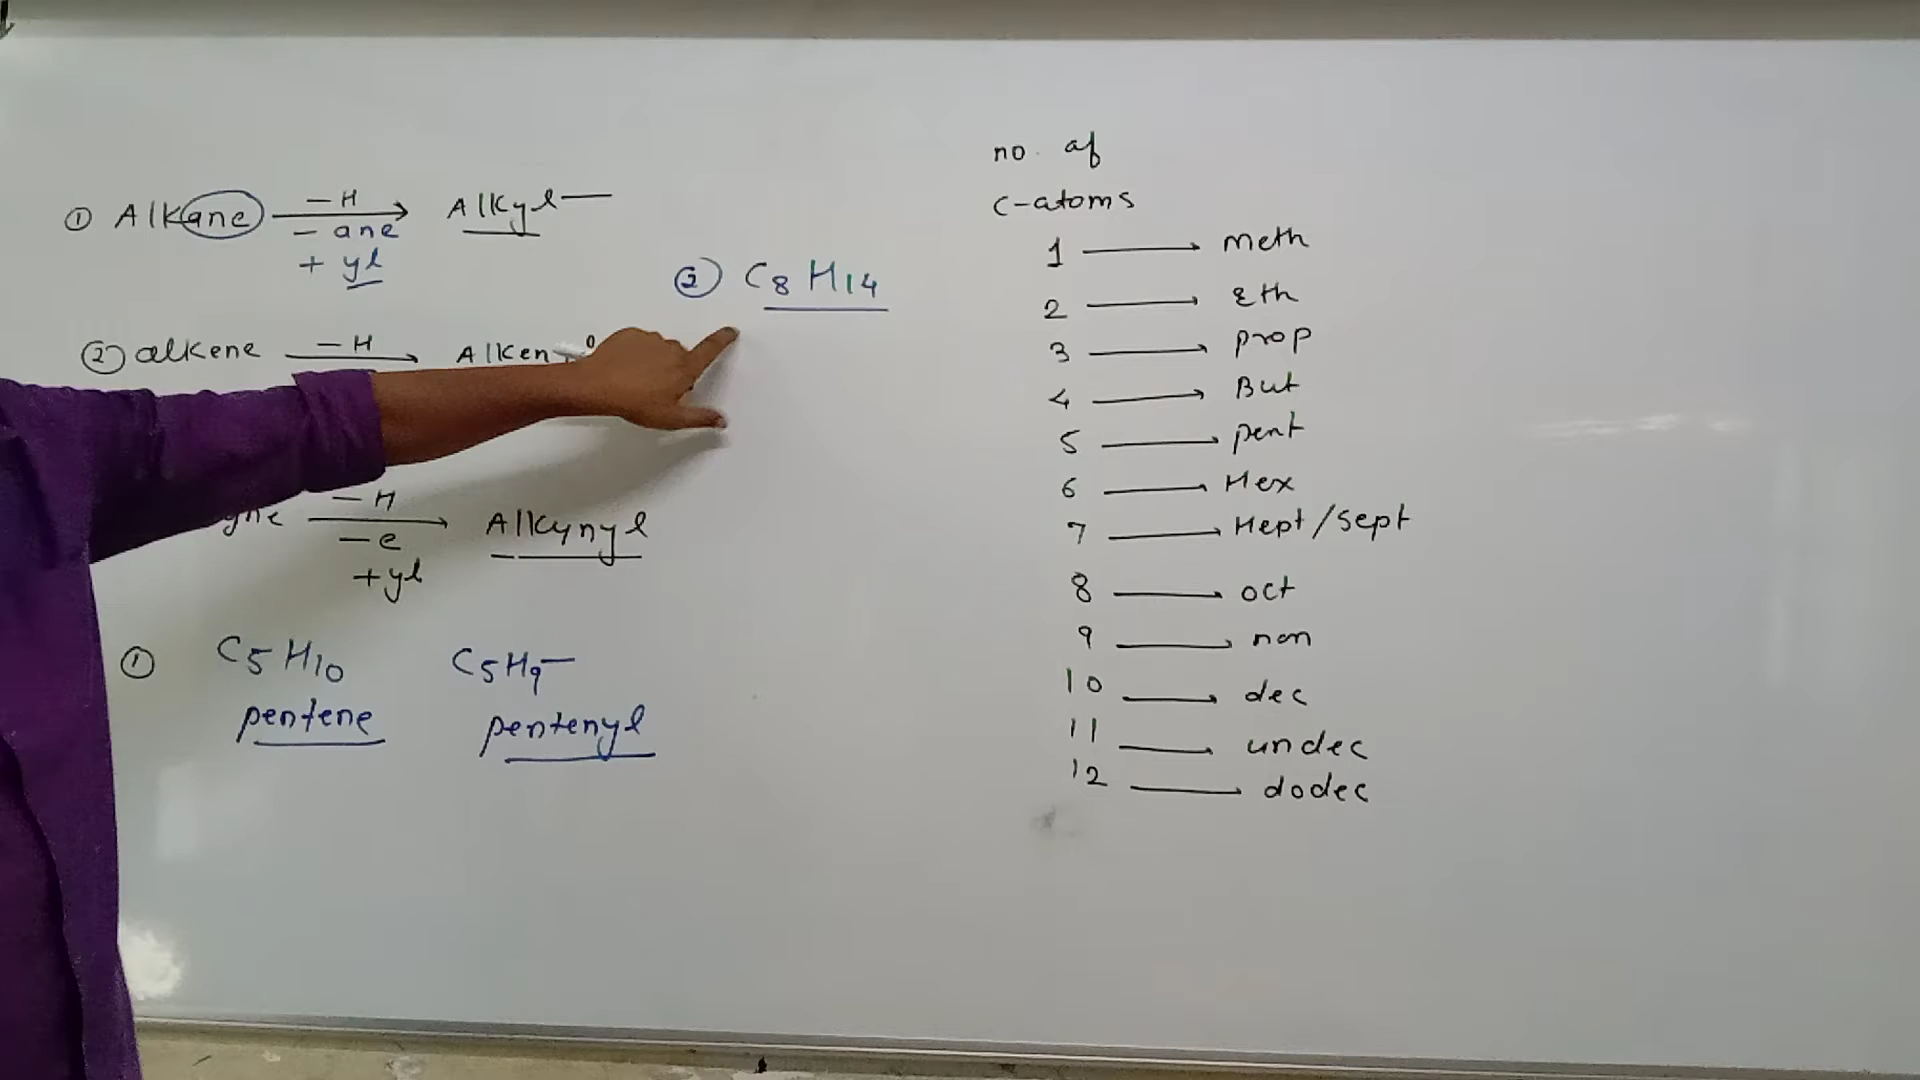 ① Alkane —H→ Alkyl—
- ane
+ yl
② alkene —H→ Alken
yne —H→ Alkynyl
- e
+yl
① C5H10 C5H9—
pentene pentenyl
② C8H14
no. of
C-atoms
1 → meth
2 → Eth
3 → prop
4 → But
5 → pent
6 → Hex
7 → Hept/Sept
8 → oct
9 → non
10 → dec
11 → undec
12 → dodec